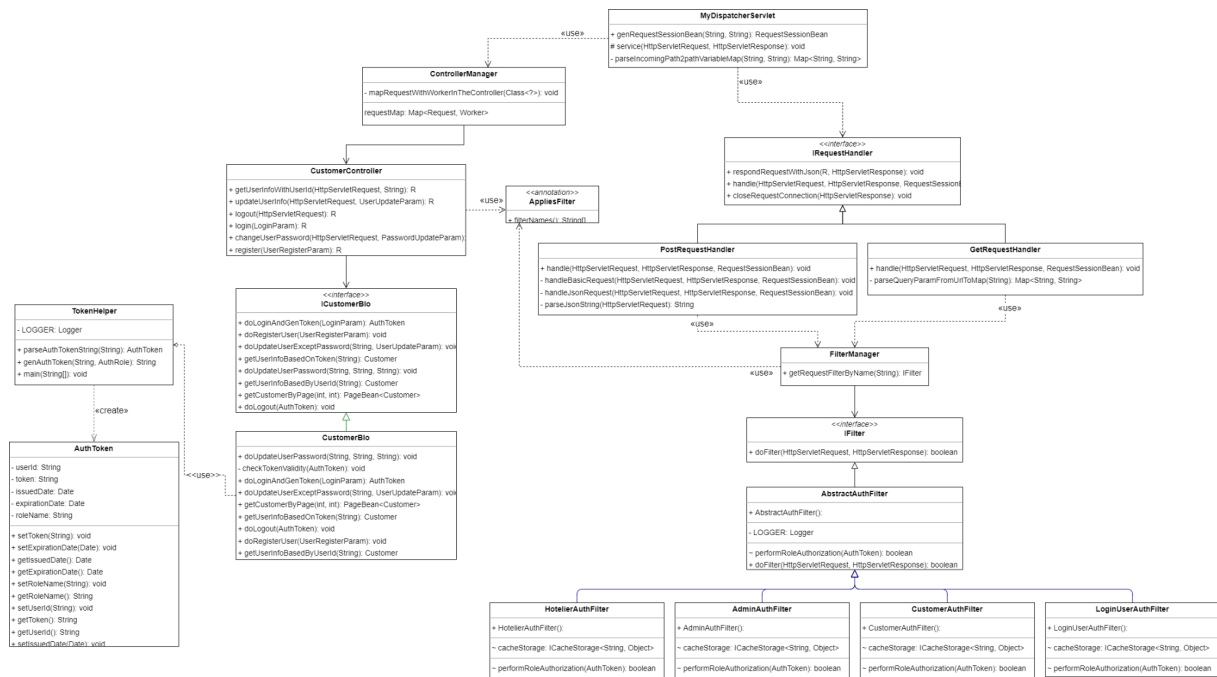 MyDispatcherServlet
+ genRequestSessionBean(String, String): RequestSessionBean
# service(HttpServletRequest, HttpServletResponse): void
- parseIncomingPath2pathVariableMap(String, String): Map<String, String>
«use»
«use»
ControllerManager
- mapRequestWithWorkerInTheController(Class<?>): void
requestMap: Map<Request, Worker>
<<interface>>
IRequestHandler
+ respondRequestWithJson(R, HttpServletResponse): void
+ handle(HttpServletRequest, HttpServletResponse, RequestSessionl
+ closeRequestConnection(HttpServletResponse): void
CustomerController
+ getUserInfoWithUserId(HttpServletRequest, String): R
+ updateUserInfo(HttpServletRequest, UserUpdateParam): R
+ logout(HttpServletRequest): R
+ login(LoginParam): R
+ changeUserPassword(HttpServletRequest, PasswordUpdateParam):
+ register(UserRegisterParam): R
«use»
<<annotation>>
AppliesFilter
+ filterNames(): String[]
PostRequestHandler
+ handle(HttpServletRequest, HttpServletResponse, RequestSessionBean): void
- handleBasicRequest(HttpServletRequest, HttpServletResponse, RequestSessionBean): void
- handleJsonRequest(HttpServletRequest, HttpServletResponse, RequestSessionBean): void
- parseJsonString(HttpServletRequest): String
GetRequestHandler
+ handle(HttpServletRequest, HttpServletResponse, RequestSessionBean): void
- parseQueryParamFromUrlToMap(String): Map<String, String>
«use»
«use»
<<interface>>
ICustomerBlo
+ doLoginAndGenToken(LoginParam): AuthToken
+ doRegisterUser(UserRegisterParam): void
+ doUpdateUserExceptPassword(String, UserUpdateParam): void
+ getUserInfoBasedOnToken(String): Customer
+ doUpdateUserPassword(String, String, String): void
+ getUserInfoBasedByUserId(String): Customer
+ getCustomerByPage(int, int): PageBean<Customer>
+ doLogout(AuthToken): void
TokenHelper
- LOGGER: Logger
+ parseAuthTokenString(String): AuthToken
+ genAuthToken(String, AuthRole): String
+ main(String[]): void
FilterManager
+ getRequestFilterByName(String): IFilter
«use»
«create»
<<interface>>
IFilter
+ doFilter(HttpServletRequest, HttpServletResponse): boolean
CustomerBlo
+ doUpdateUserPassword(String, String, String): void
- checkTokenValidity(AuthToken): void
+ doLoginAndGenToken(LoginParam): AuthToken
+ doUpdateUserExceptPassword(String, UserUpdateParam): void
+ getCustomerByPage(int, int): PageBean<Customer>
+ getUserInfoBasedOnToken(String): Customer
+ doLogout(AuthToken): void
+ doRegisterUser(UserRegisterParam): void
+ getUserInfoBasedByUserId(String): Customer
<<use>>
AuthToken
- userId: String
- token: String
- issuedDate: Date
- expirationDate: Date
- roleName: String
+ setToken(String): void
+ setExpirationDate(Date): void
+ getIssuedDate(): Date
+ getExpirationDate(): Date
+ setRoleName(String): void
+ getRoleName(): String
+ setUserId(String): void
+ getToken(): String
+ getUserId(): String
+ setIssuedDate(Date): void
AbstractAuthFilter
+ AbstractAuthFilter():
- LOGGER: Logger
~ performRoleAuthorization(AuthToken): boolean
+ doFilter(HttpServletRequest, HttpServletResponse): boolean
HotelierAuthFilter
+ HotelierAuthFilter():
~ cacheStorage: ICacheStorage<String, Object>
~ performRoleAuthorization(AuthToken): boolean
AdminAuthFilter
+ AdminAuthFilter():
~ cacheStorage: ICacheStorage<String, Object>
~ performRoleAuthorization(AuthToken): boolean
CustomerAuthFilter
+ CustomerAuthFilter():
~ cacheStorage: ICacheStorage<String, Object>
~ performRoleAuthorization(AuthToken): boolean
LoginUserAuthFilter
+ LoginUserAuthFilter():
~ cacheStorage: ICacheStorage<String, Object>
~ performRoleAuthorization(AuthToken): boolean